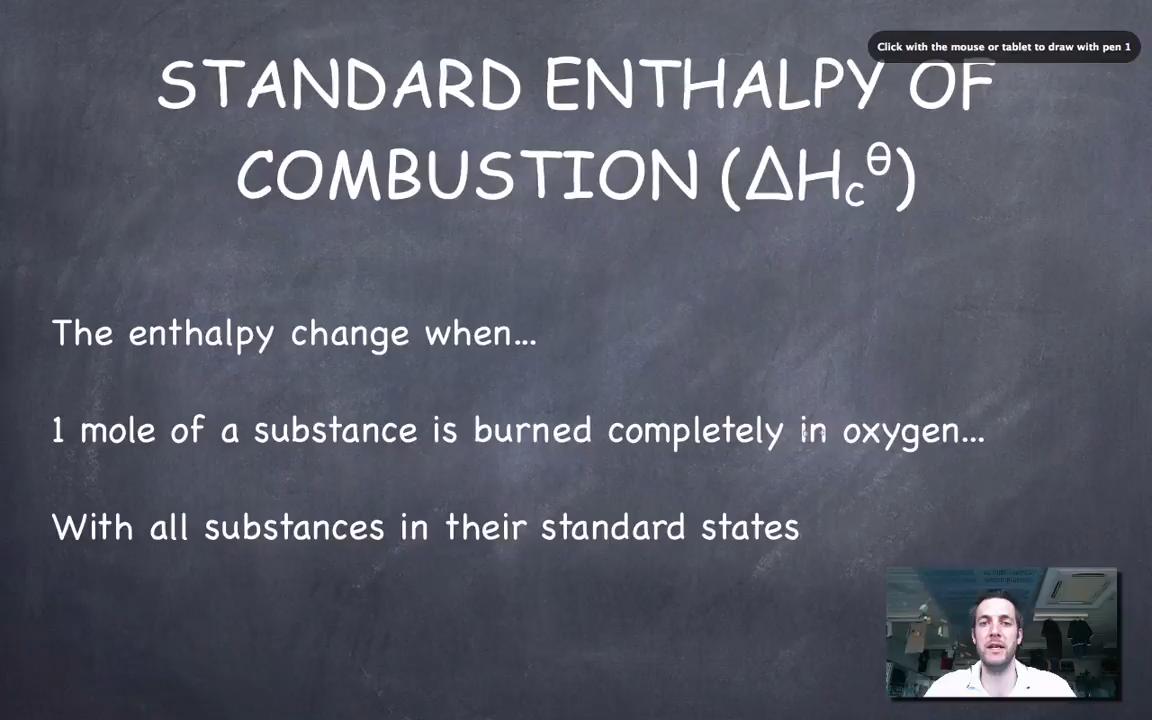 Click with the mouse or tablet to draw with pen 1
STANDARD ENTHALPY OF
COMBUSTION (ΔHcθ)
The enthalpy change when...
1 mole of a substance is burned completely in oxygen...
With all substances in their standard states